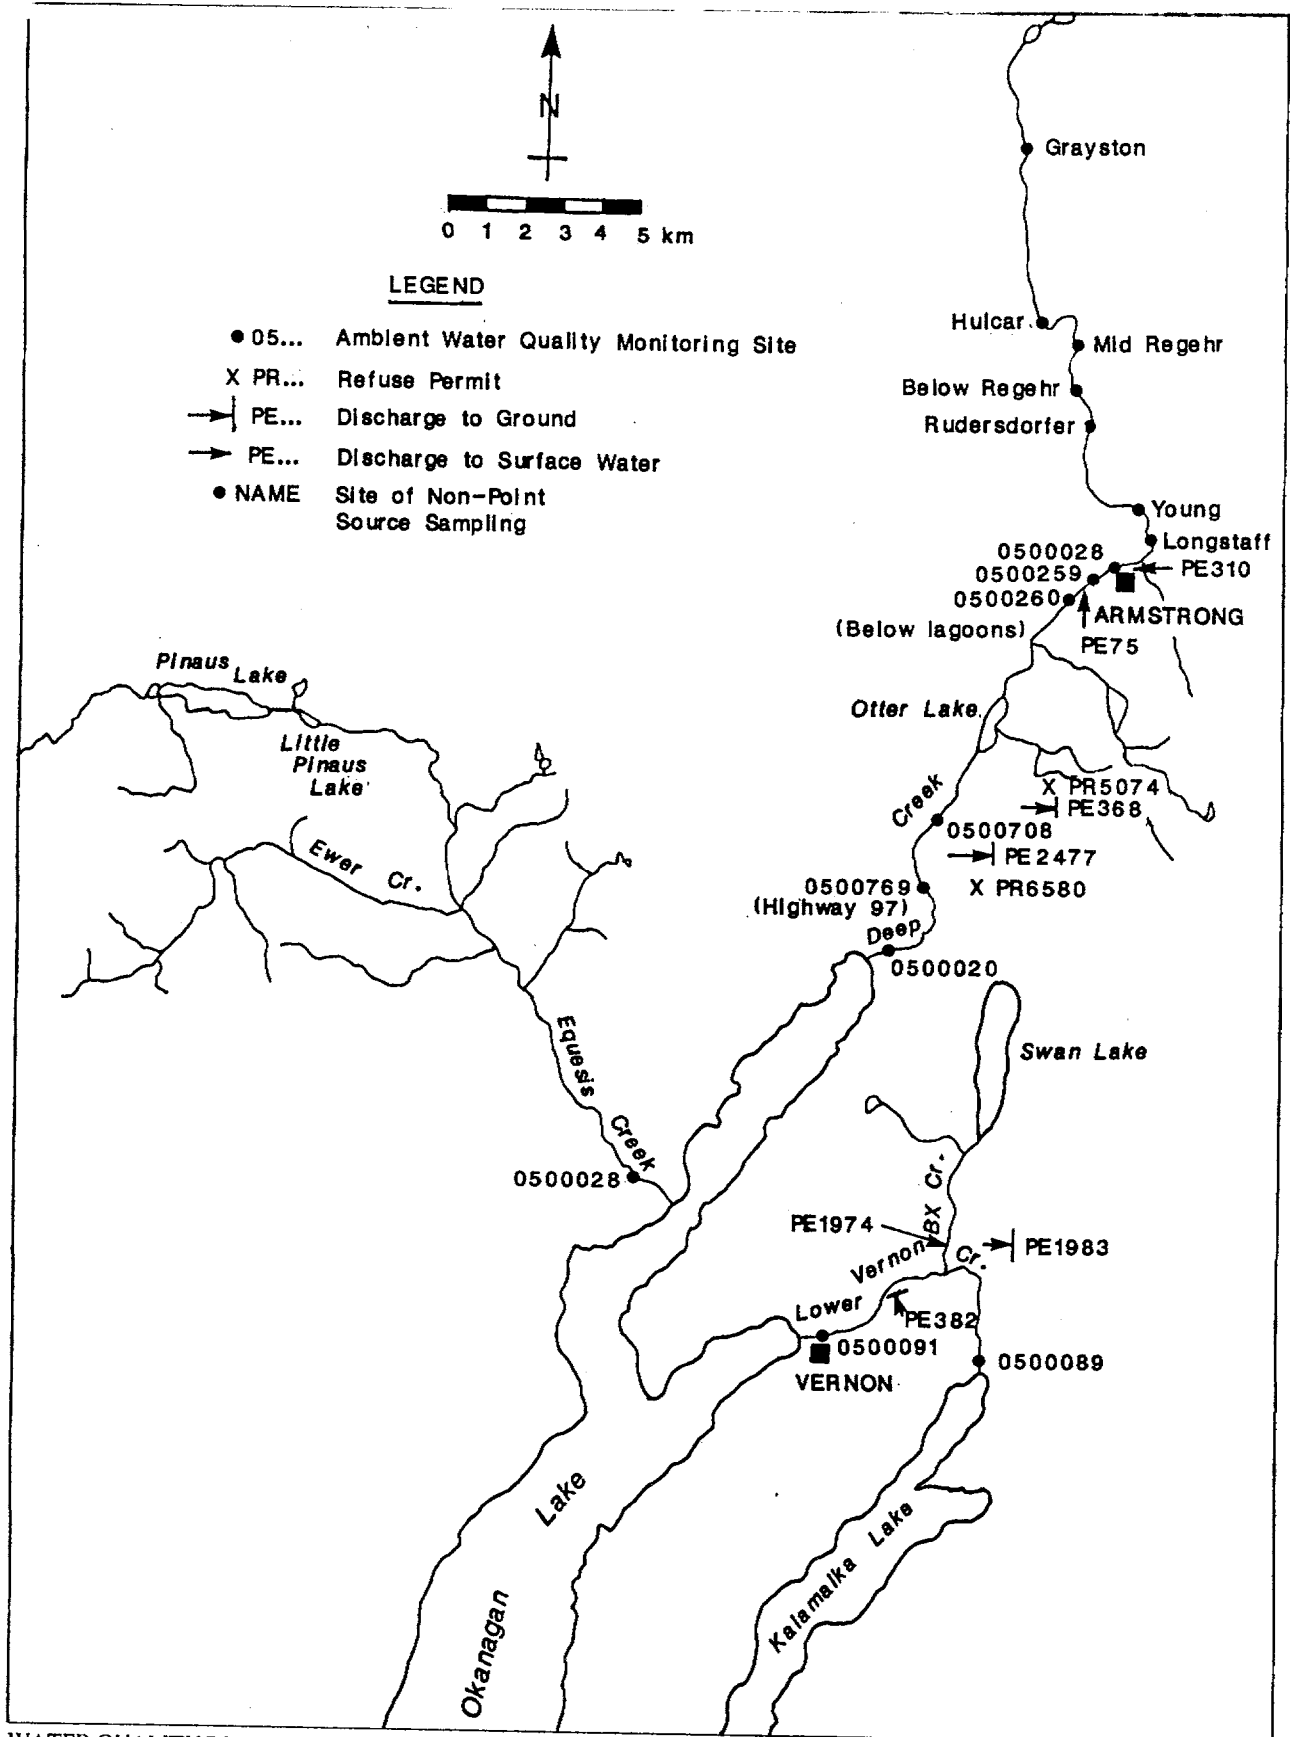 N
0 1 2 3 4 5 km
LEGEND
05... Ambient Water Quality Monitoring Site
X PR... Refuse Permit
PE... Discharge to Ground
PE... Discharge to Surface Water
NAME Site of Non-Point
Source Sampling
Grayston
Hulcar
Mid Regehr
Below Regehr
Rudersdorfer
Young
Longstaff
0500028
PE310
0500259
0500260
ARMSTRONG
(Below lagoons)
PE75
Pinaus
Lake
Otter Lake
Little
Pinaus
Lake
X PR5074
PE368
Creek
0500708
PE2477
Ewer Cr.
0500769
X PR6580
(Highway 97)
Deep
0500020
Equesis
Creek
Swan Lake
0500028
BX Cr.
PE1974
PE1983
Vernon Cr.
Lower
PE382
0500091
VERNON
0500089
Lake
Okanagan
Kalamalka Lake